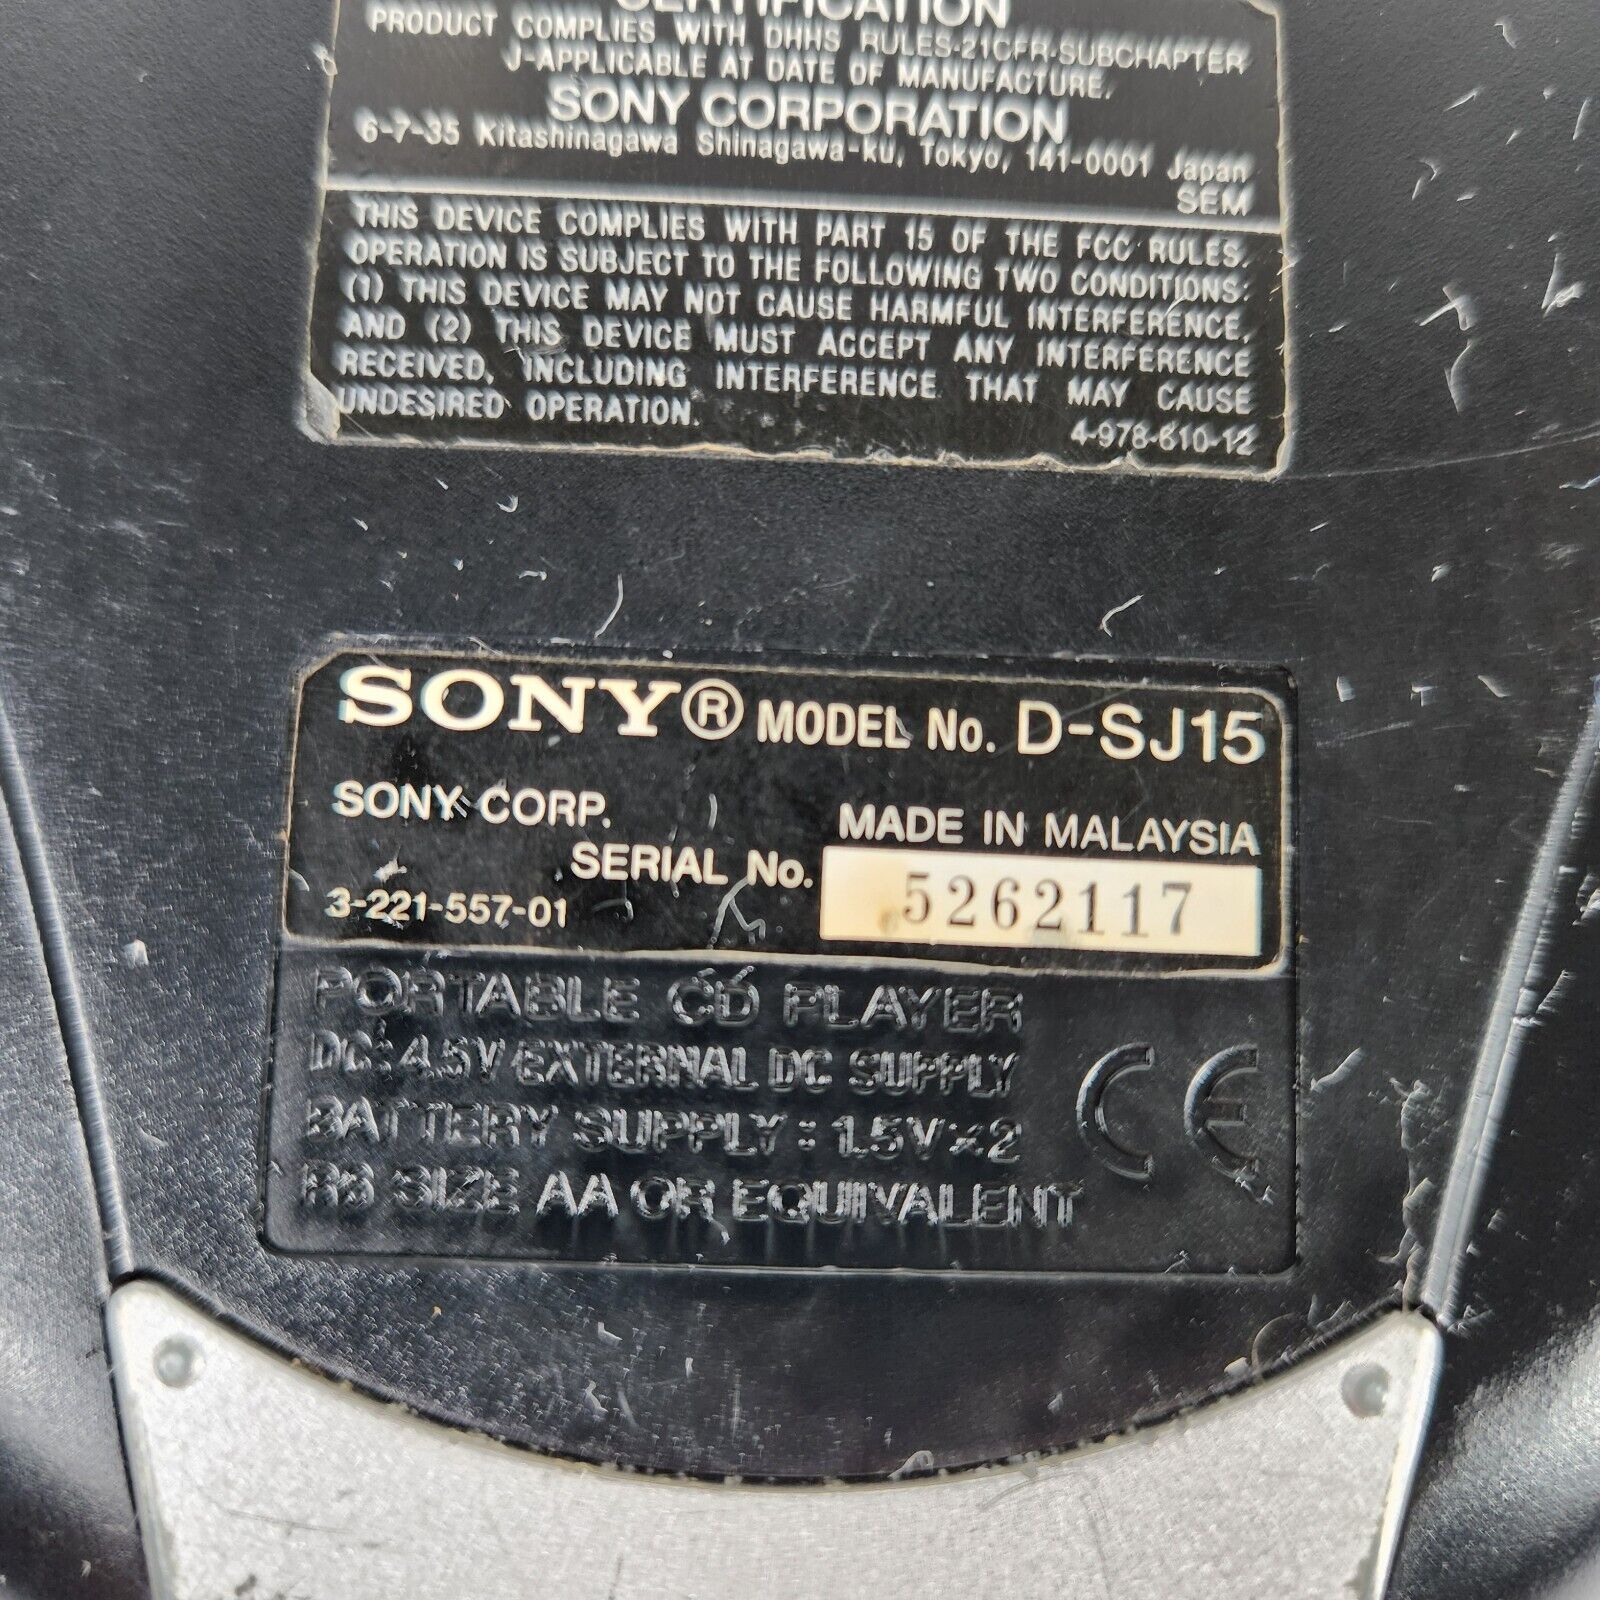 CERTIFICATION
PRODUCT COMPLIES WITH DHHS RULES-21CFR-SUBCHAPTER
J-APPLICABLE AT DATE OF MANUFACTURE.
SONY CORPORATION
6-7-35 Kitashinagawa Shinagawa-ku, Tokyo, 141-0001 Japan
SEM
THIS DEVICE COMPLIES WITH PART 15 OF THE FCC RULES.
OPERATION IS SUBJECT TO THE FOLLOWING TWO CONDITIONS:
(1) THIS DEVICE MAY NOT CAUSE HARMFUL INTERFERENCE,
AND (2) THIS DEVICE MUST ACCEPT ANY INTERFERENCE
RECEIVED, INCLUDING INTERFERENCE THAT MAY CAUSE
UNDESIRED OPERATION.
4-978-610-12
SONY® MODEL No. D-SJ15
SONY CORP.
MADE IN MALAYSIA
SERIAL No. 5262117
3-221-557-01
PORTABLE CD PLAYER
DC: 4.5V EXTERNAL DC SUPPLY
BATTERY SUPPLY : 1.5V×2
R6 SIZE AA OR EQUIVALENT
CE